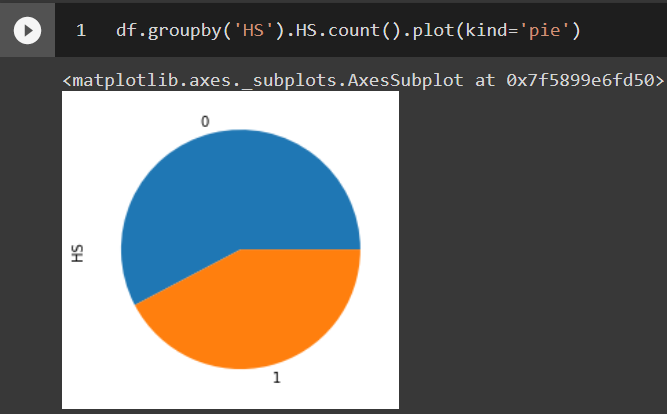 1 df.groupby('HS').HS.count().plot(kind='pie')
<matplotlib.axes._subplots.AxesSubplot at 0x7f5899e6fd50>
0
HS
1